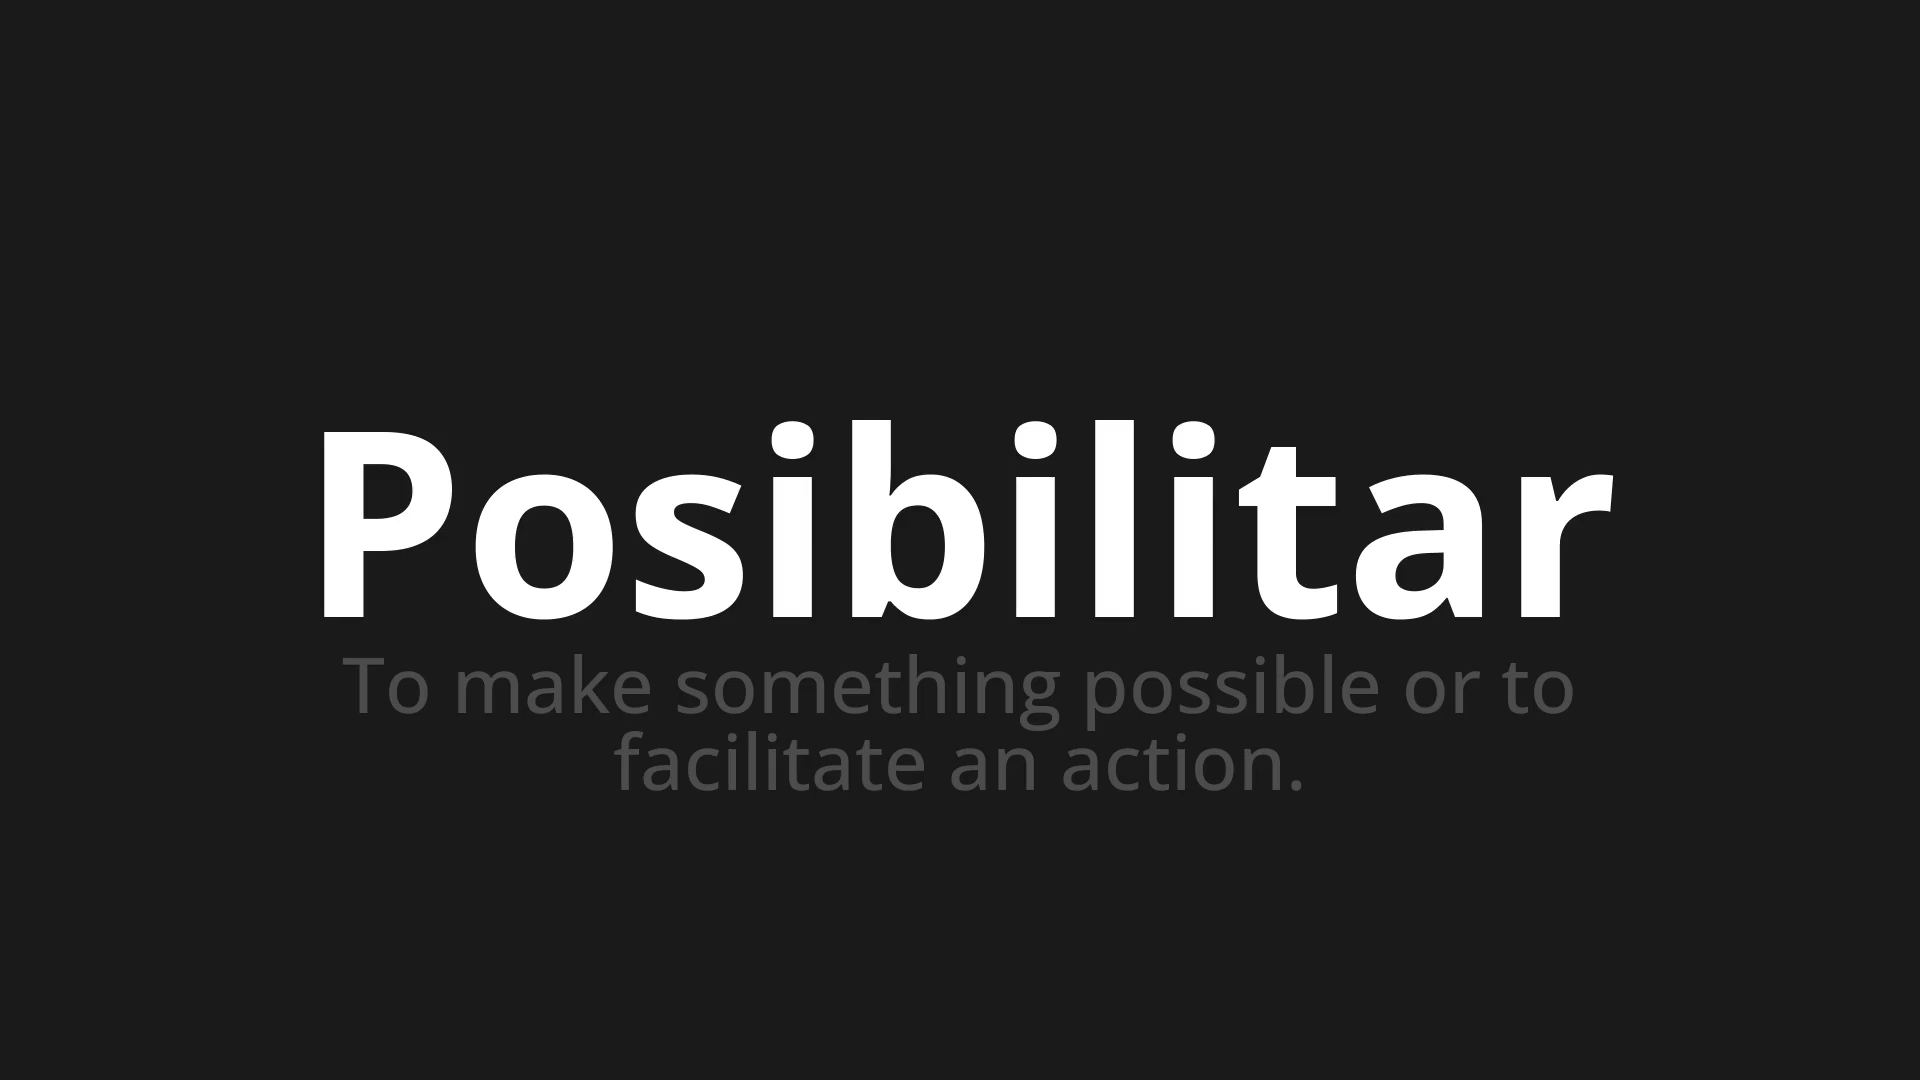 Posibilitar
To make something possible or to
facilitate an action.